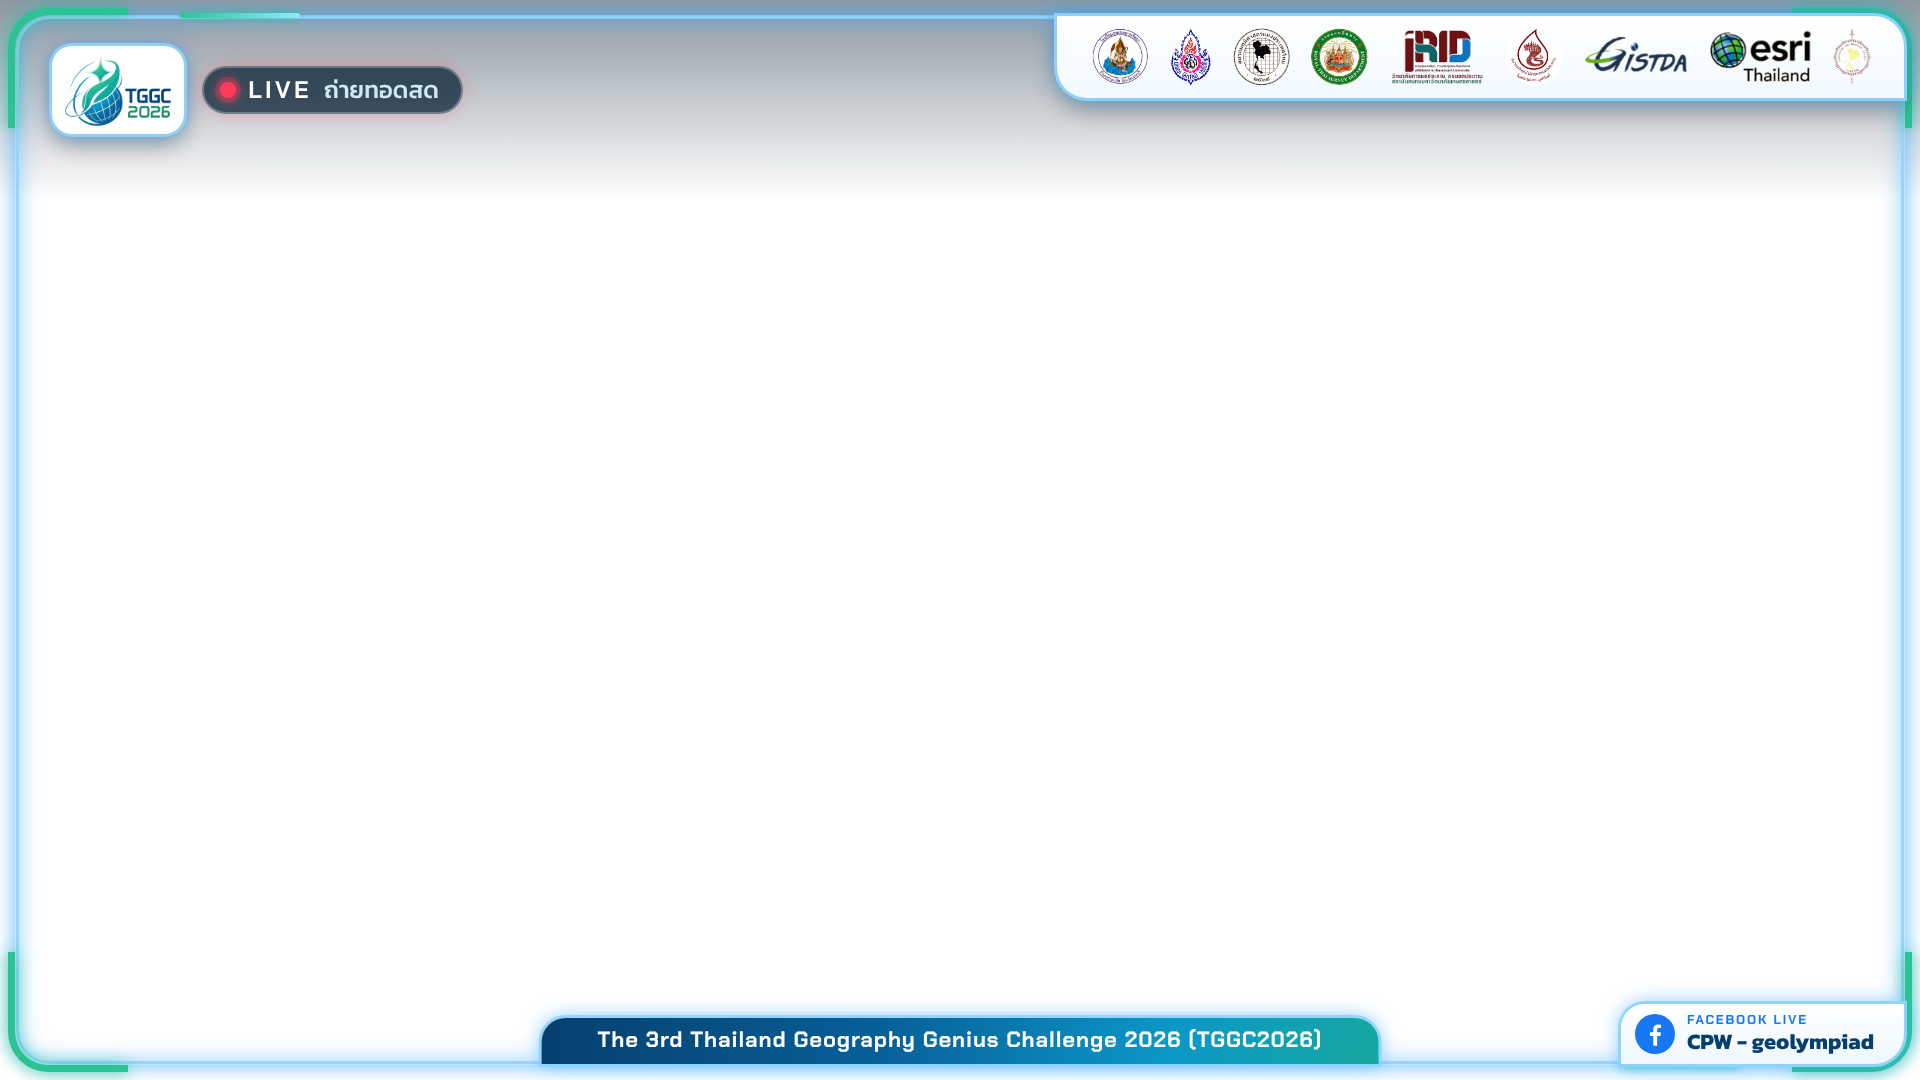 TGGC
2026
LIVE ถ่ายทอดสด
iRID
GISTDA
esri
Thailand
The 3rd Thailand Geography Genius Challenge 2026 (TGGC2026)
FACEBOOK LIVE
CPW - geolympiad